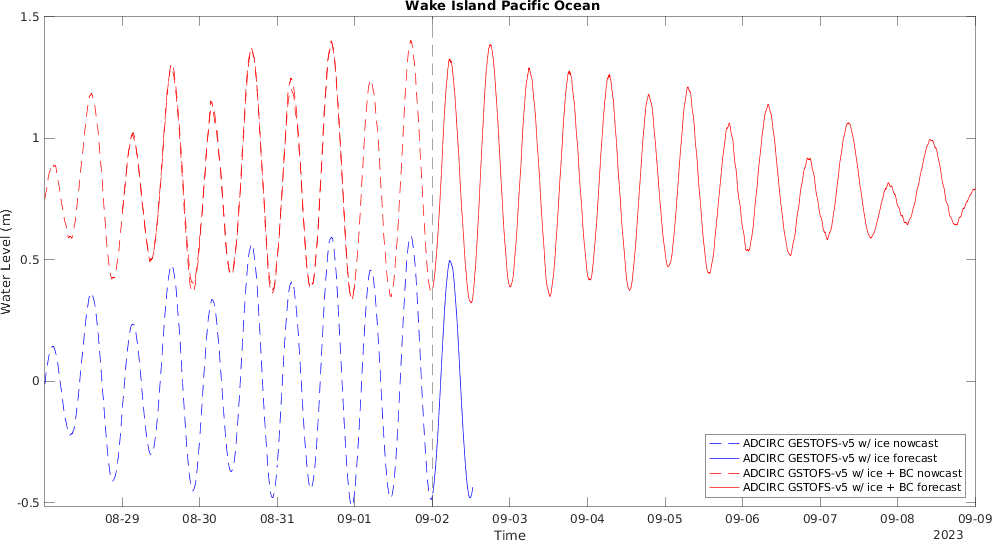 Wake Island Pacific Ocean
Water Level (m)
1.5
1
0.5
0
-0.5
ADCIRC GESTOFS-v5 w/ ice nowcast
ADCIRC GESTOFS-v5 w/ ice forecast
ADCIRC GSTOFS-v5 w/ ice + BC nowcast
ADCIRC GSTOFS-v5 w/ ice + BC forecast
08-29 08-30 08-31 09-01 09-02 09-03 09-04 09-05 09-06 09-07 09-08 09-09
Time
2023